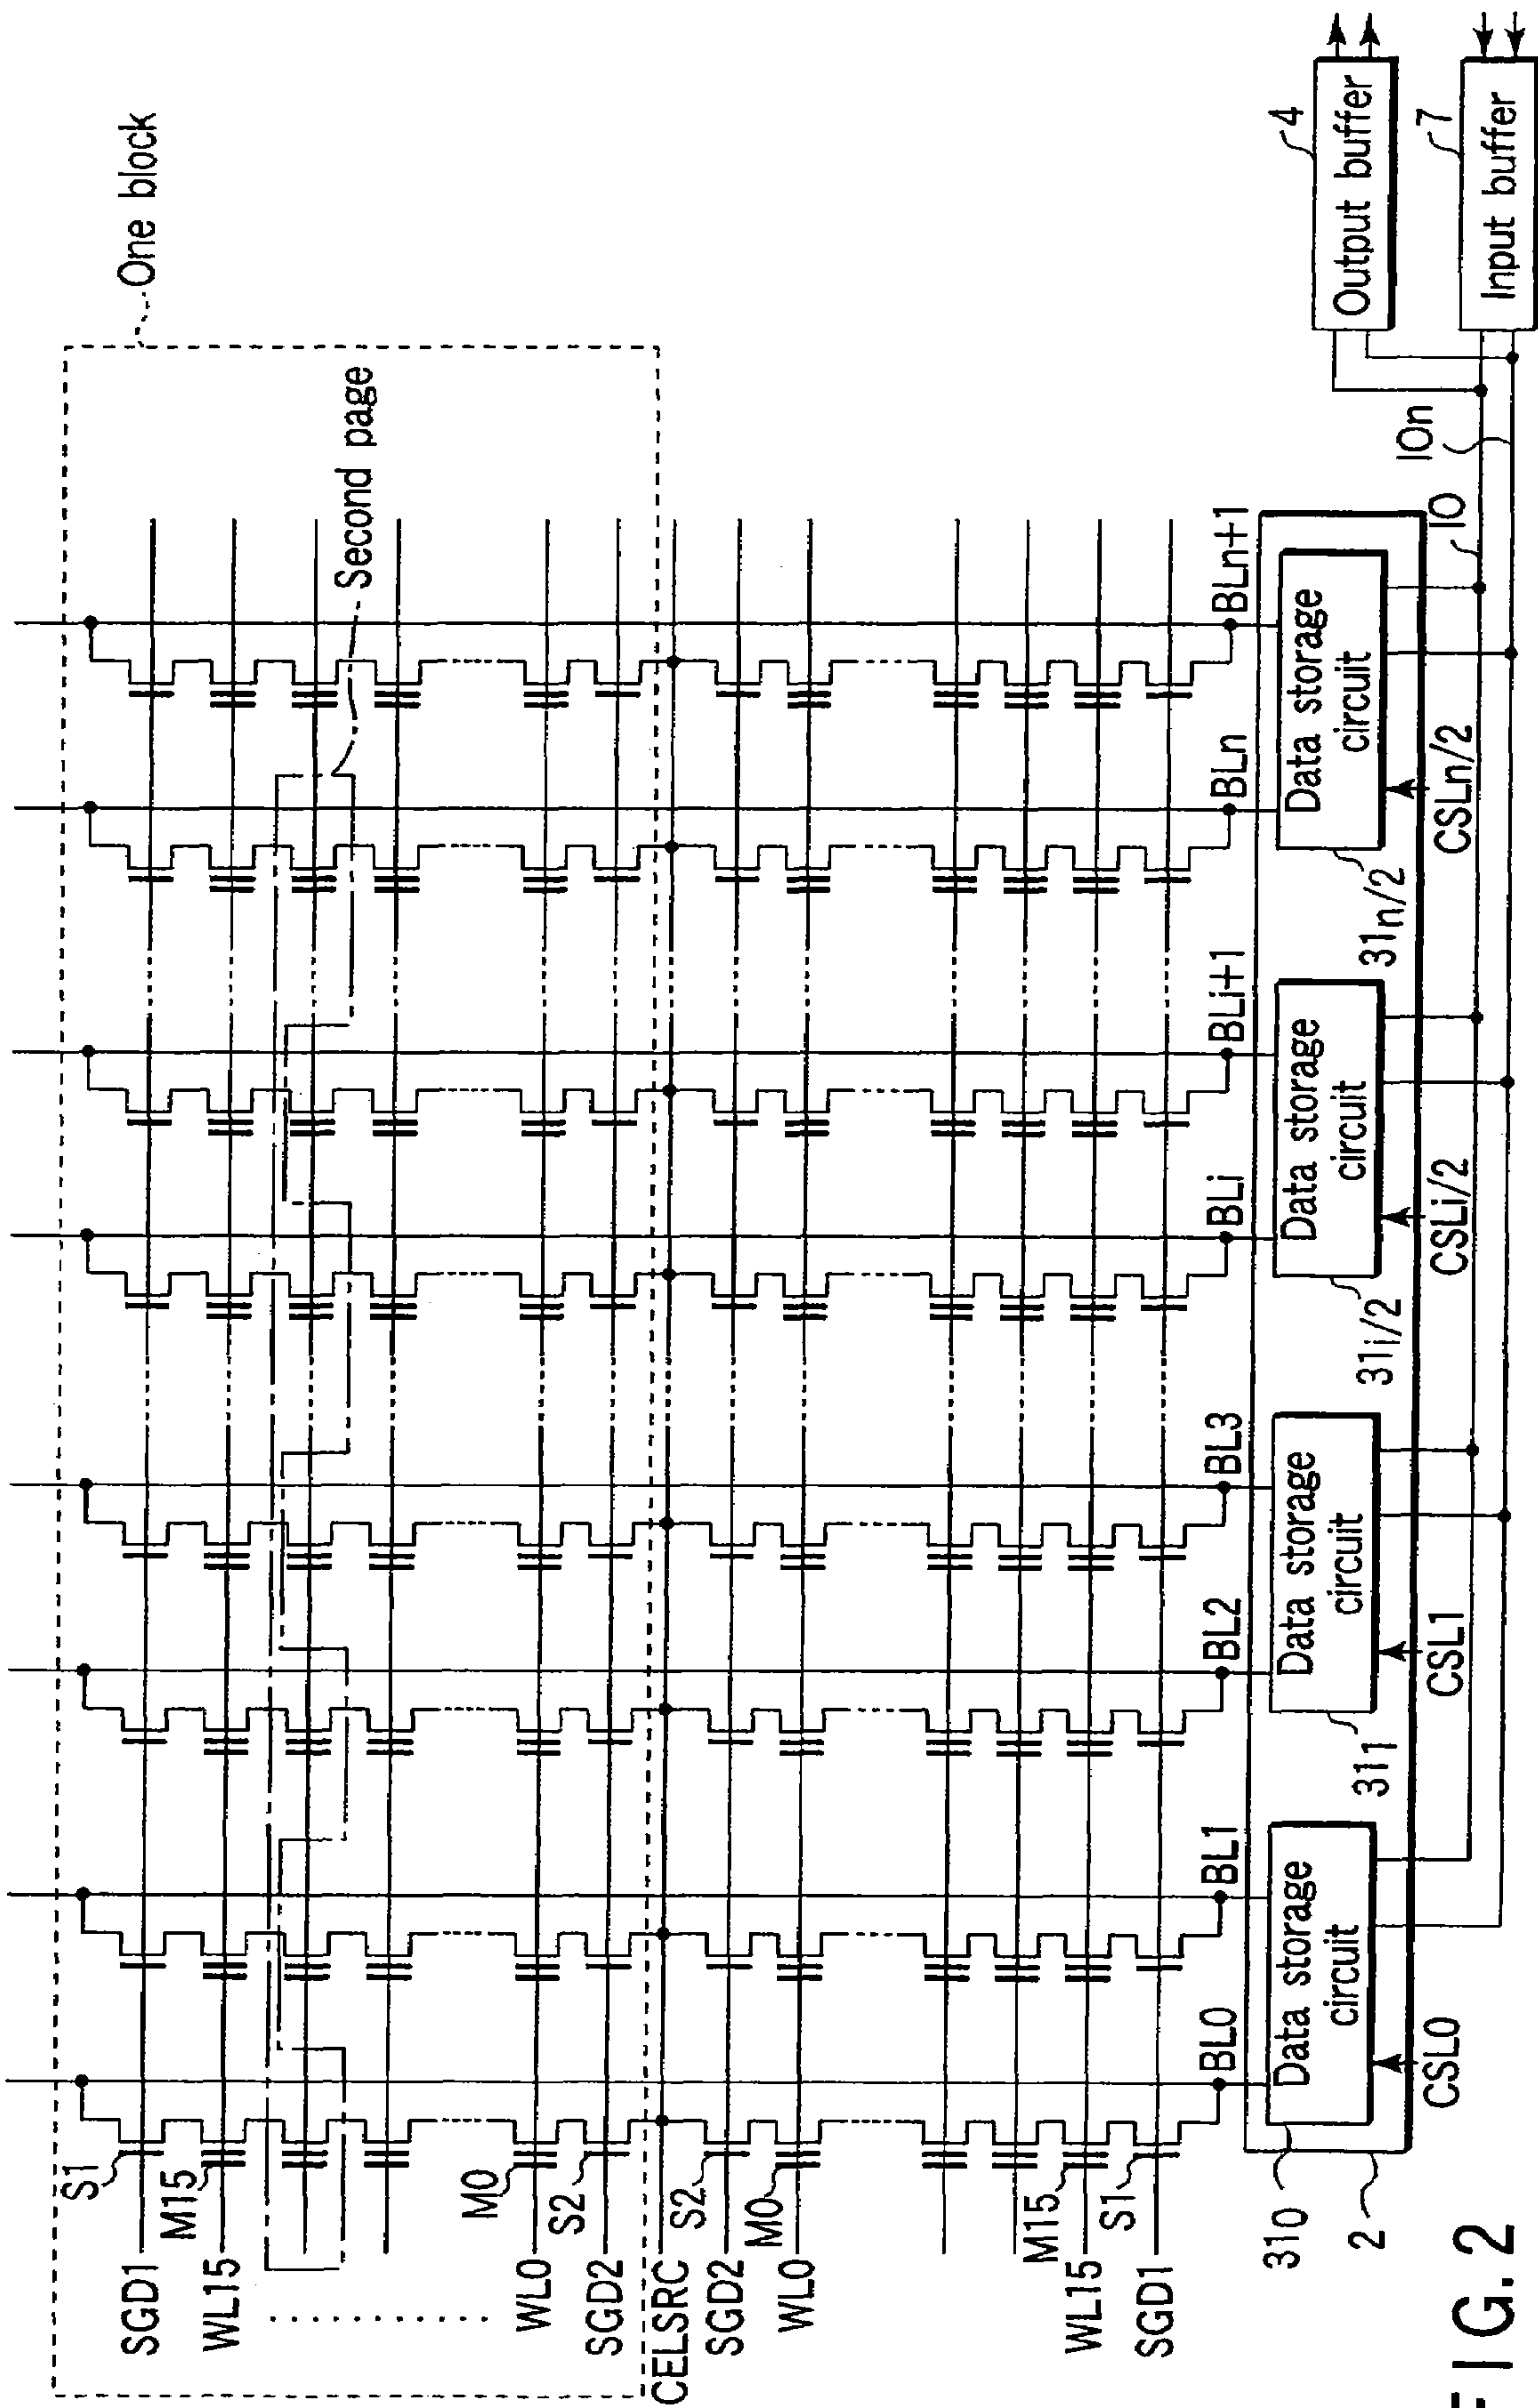 One block
Second page
S1
SGD1
M15
WL15
M0
WL0
S2
SGD2
CELSRC
S2
SGD2
M0
WL0
M15
WL15
S1
SGD1
BL0
BL1
BL2
BL3
BLi
BLi+1
BLn
BLn+1
310
Data storage
circuit
311
Data storage
circuit
31i/2
Data storage
circuit
31n/2
Data storage
circuit
2
CSL0
CSL1
CSLi/2
CSLn/2
IO
IOn
4
Output buffer
7
Input buffer
FIG. 2